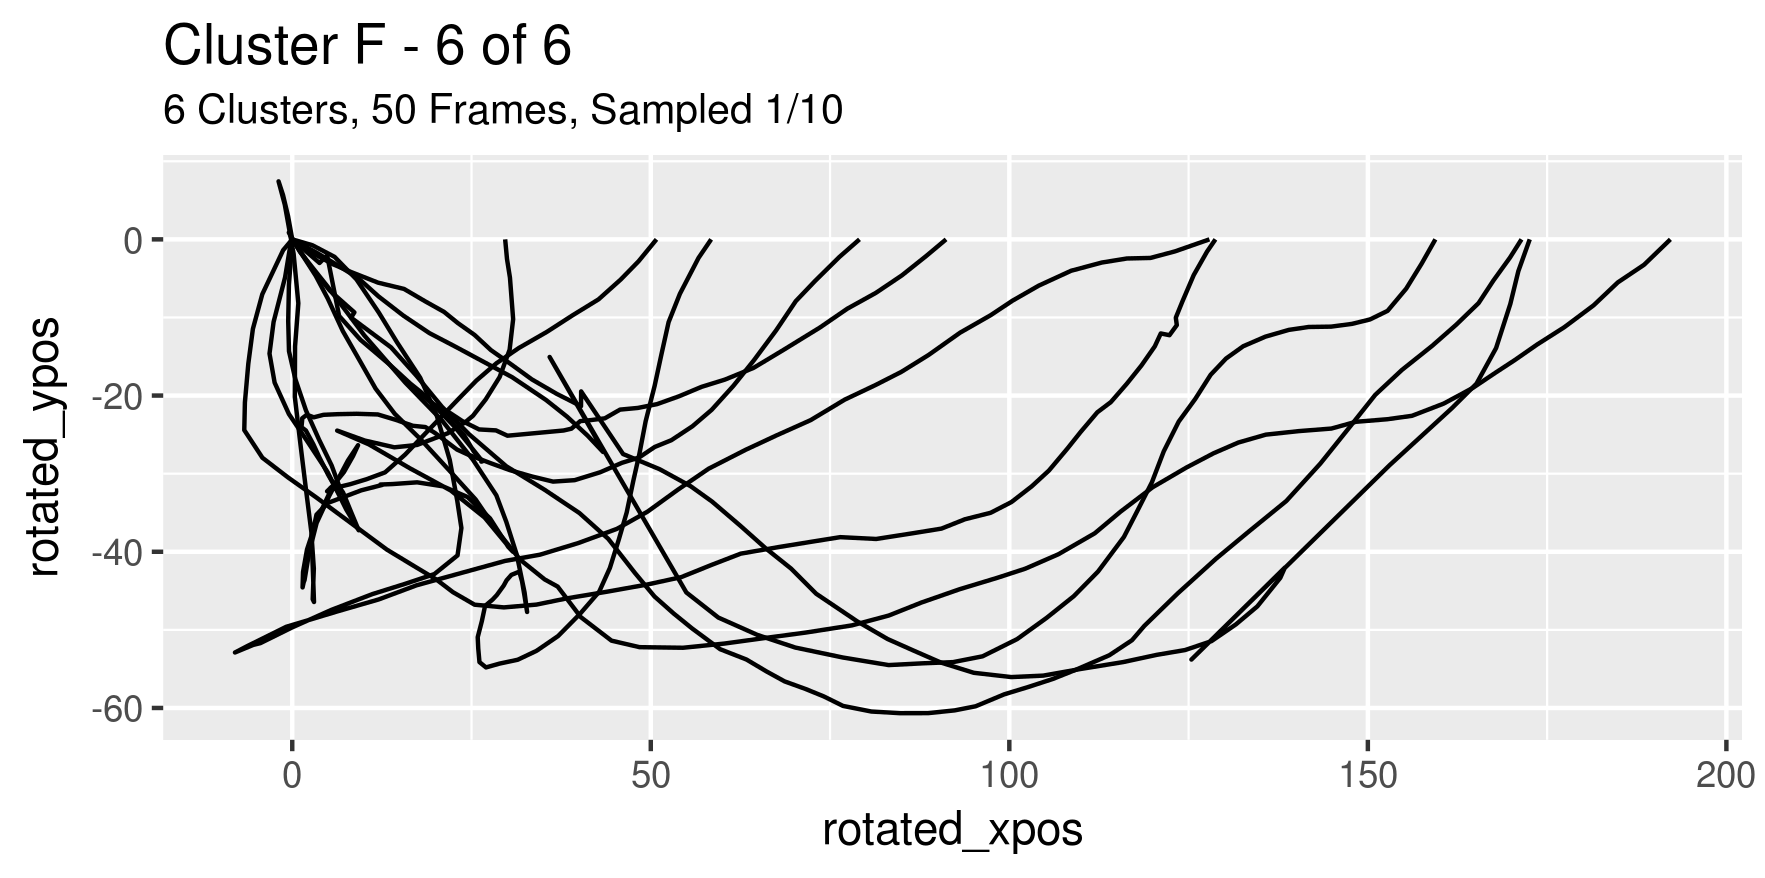 Cluster F - 6 of 6
6 Clusters, 50 Frames, Sampled 1/10
rotated_ypos
0
-20
-40
-60
0 50 100 150 200
rotated_xpos